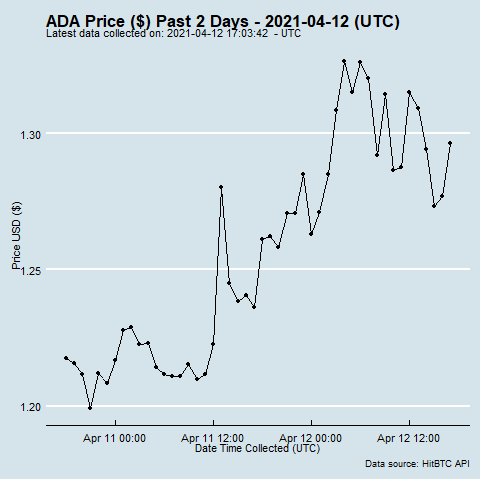 ADA Price ($) Past 2 Days - 2021-04-12 (UTC)
Latest data collected on: 2021-04-12 17:03:42 - UTC
1.30
Price USD ($)
1.25
1.20
Apr 11 00:00 Apr 11 12:00 Apr 12 00:00 Apr 12 12:00
Date Time Collected (UTC)
Data source: HitBTC API